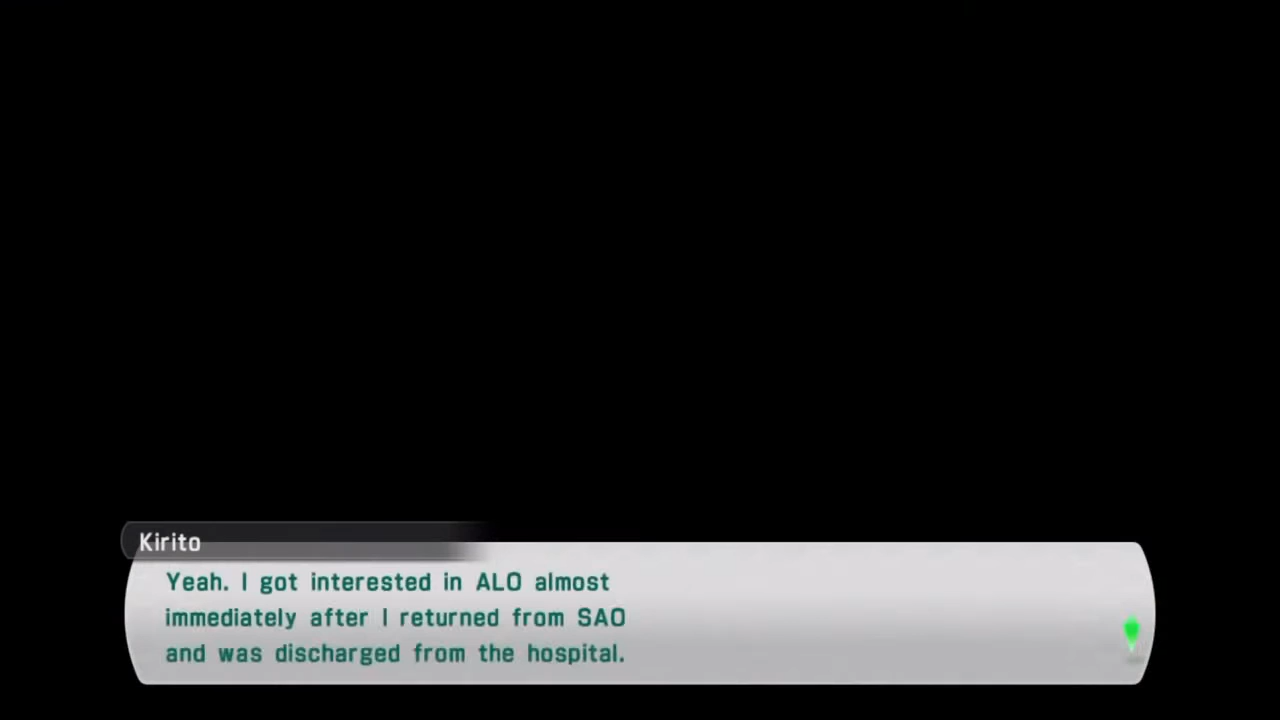 Kirito
Yeah. I got interested in ALO almost
immediately after I returned from SAO
and was discharged from the hospital.